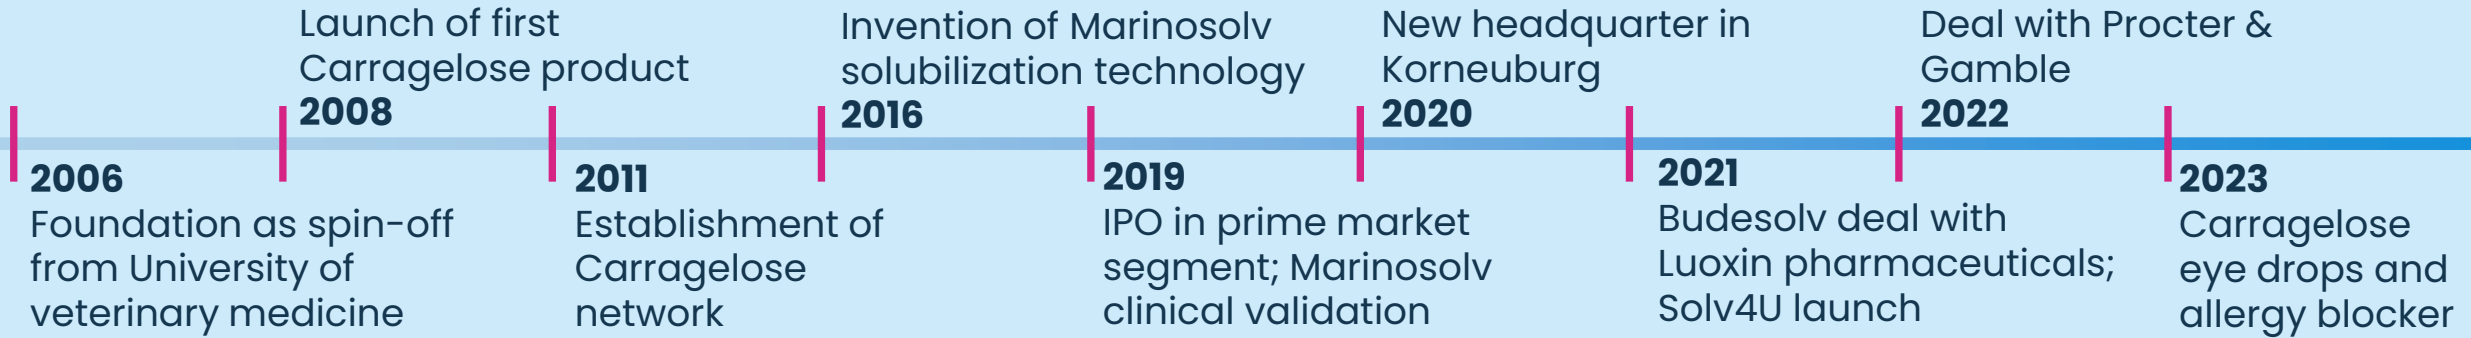 Launch of first
Carragelose product
2008
Invention of Marinosolv
solubilization technology
2016
New headquarter in
Korneuburg
2020
Deal with Procter &
Gamble
2022
2006
Foundation as spin-off
from University of
veterinary medicine
2011
Establishment of
Carragelose
network
2019
IPO in prime market
segment; Marinosolv
clinical validation
2021
Budesolv deal with
Luoxin pharmaceuticals;
Solv4U launch
2023
Carragelose
eye drops and
allergy blocker